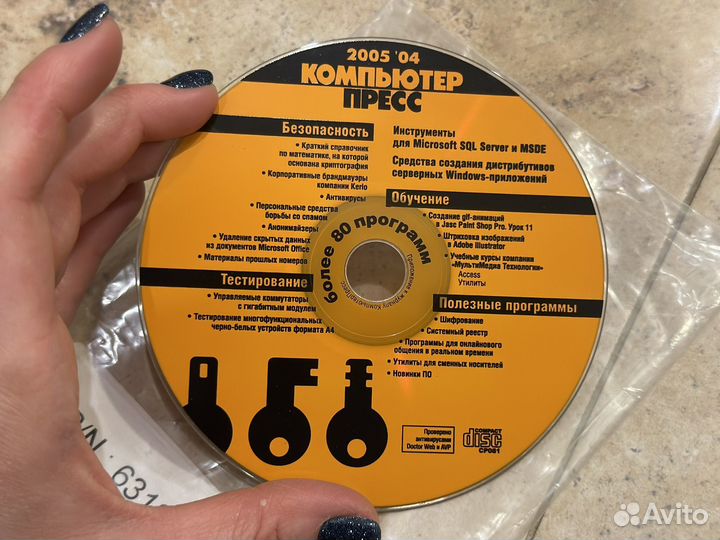 2005 '04
КОМПЬЮТЕР
ПРЕСС
Безопасность
• Краткий справочник
по математике, на которой
основана криптография
• Корпоративные брандмауэры
компании Kerio
• Антивирусы
• Персональные средства
борьбы со спамом
• Анонимайзеры
• Удаление скрытых данных
из документов Microsoft Office
• Материалы прошлых номеров
Тестирование
• Управляемые коммутаторы
с гигабитным модулем
• Тестирование многофункциональных
черно-белых устройств формата А4
Инструменты
для Microsoft SQL Server и MSDE
Средства создания дистрибутивов
серверных Windows-приложений
Обучение
• Создание gif-анимаций
в Jasc Paint Shop Pro. Урок 11
• Штриховка изображений
в Adobe Illustrator
• Учебные курсы компании
«МультиМедиа Технологии»
Access
Утилиты
Полезные программы
• Шифрование
• Системный реестр
• Программы для онлайнового
общения в реальном времени
• Утилиты для сменных носителей
• Новинки ПО
более 80 программ
Приложение к журналу КомпьютерПресс
Проверено
антивирусами
Doctor Web и AVP
COMPACT
disc
CP081
P/N : 631
Avito